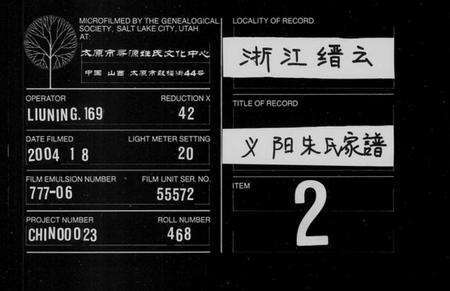 MICROFILMED BY THE GENEALOGICAL
SOCIETY, SALT LAKE CITY, UTAH
AT:
太原市寻源姓氏文化中心
中国 山西 太原市鼓楼街44号
OPERATOR
LIUNING.169
REDUCTION X
42
DATE FILMED
2004 1 8
LIGHT METER SETTING
20
FILM EMULSION NUMBER
777-06
FILM UNIT SER. NO.
55572
PROJECT NUMBER
CHIN00023
ROLL NUMBER
468
LOCALITY OF RECORD
浙江缙云
TITLE OF RECORD
义阳朱氏家譜
ITEM
2